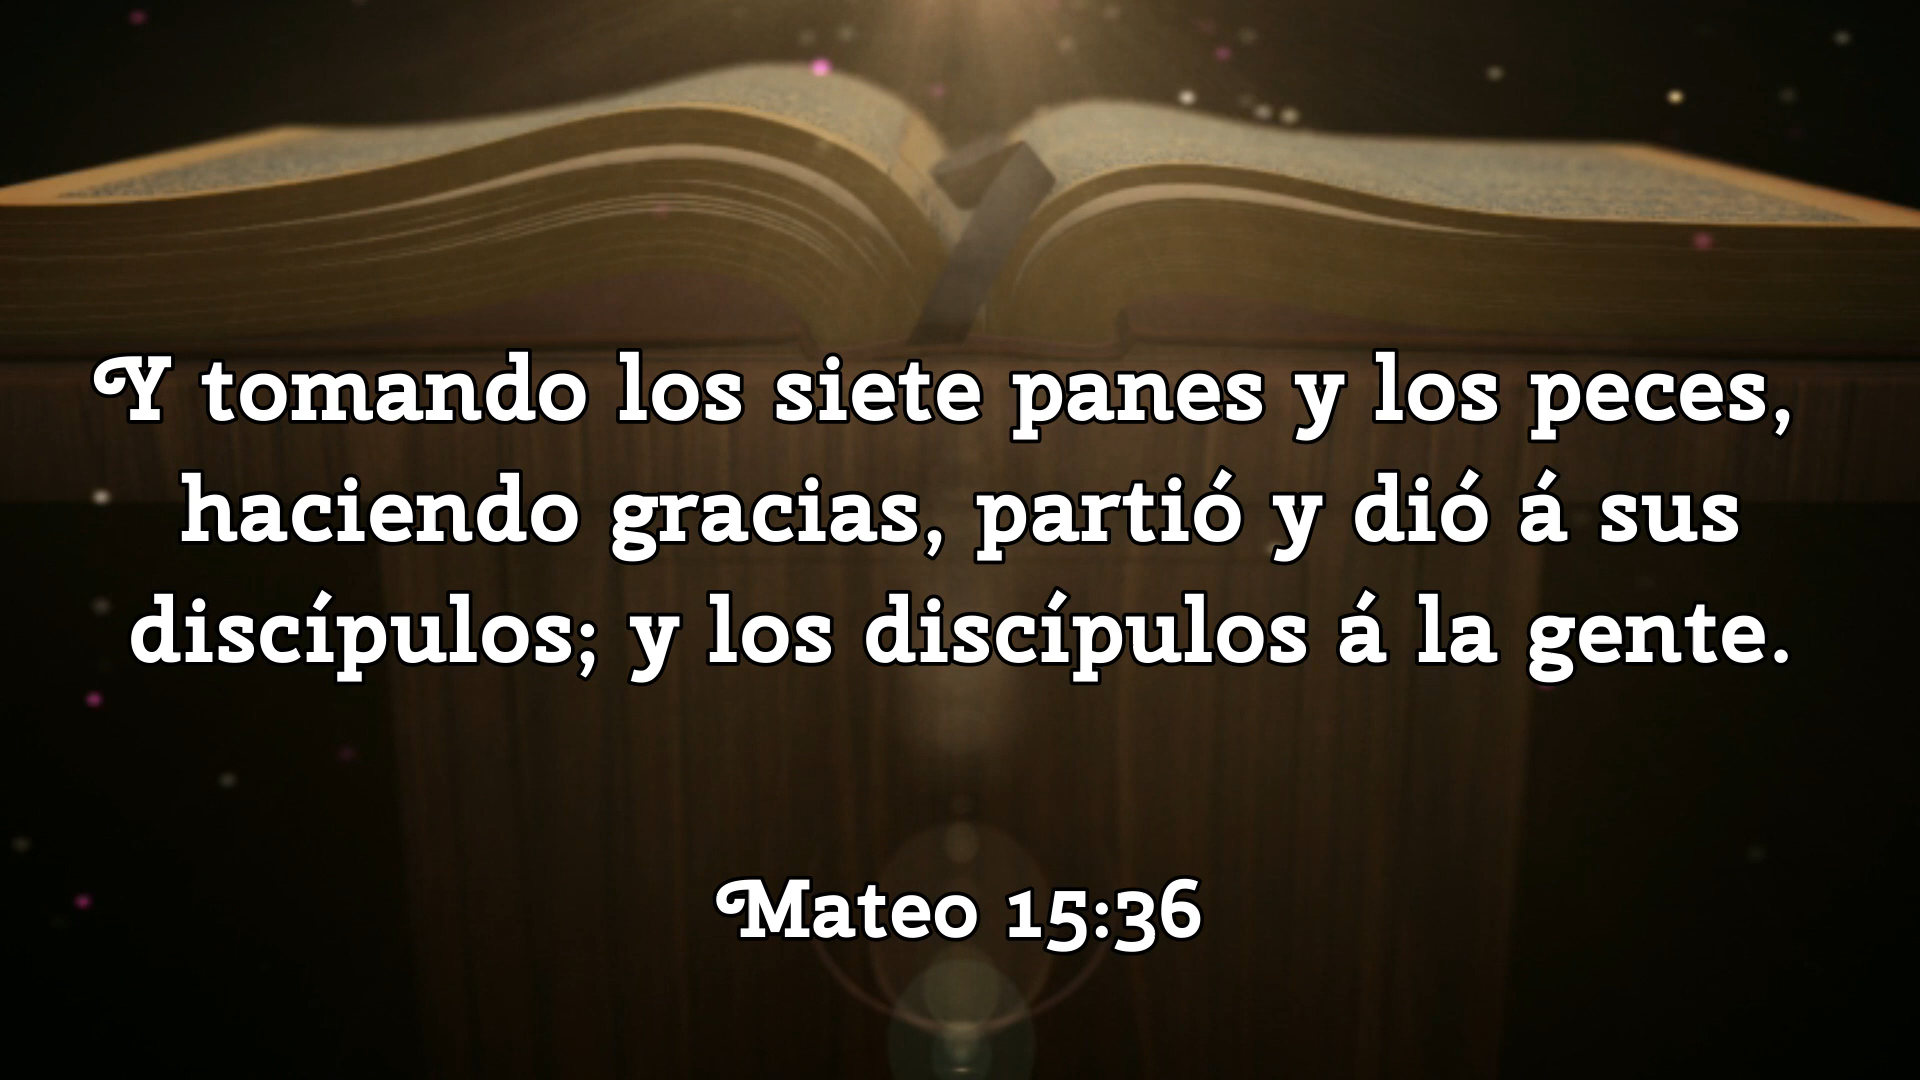 Y tomando los siete panes y los peces,
haciendo gracias, partió y dió á sus
discípulos; y los discípulos á la gente.
Mateo 15:36